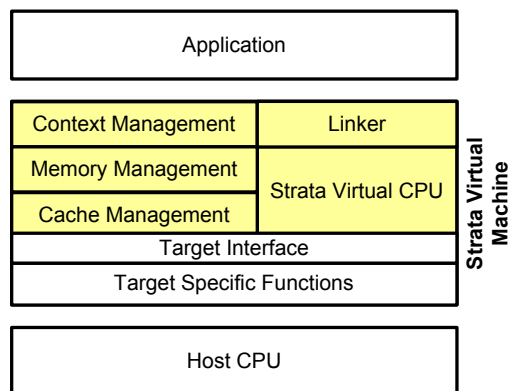 Application
Context Management
Linker
Memory Management
Strata Virtual CPU
Cache Management
Target Interface
Target Specific Functions
Strata Virtual
Machine
Host CPU